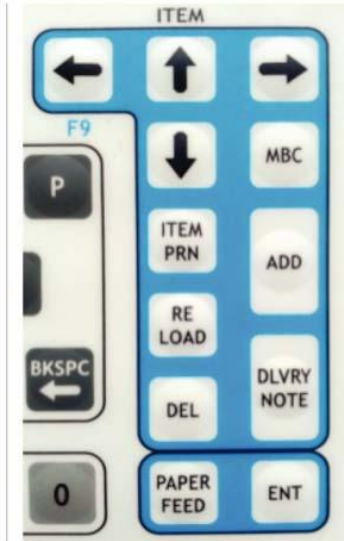 ITEM
F9
MBC
P
ITEM
PRN
ADD
RE
LOAD
BKSPC
DLVRY
NOTE
DEL
0
PAPER
FEED
ENT